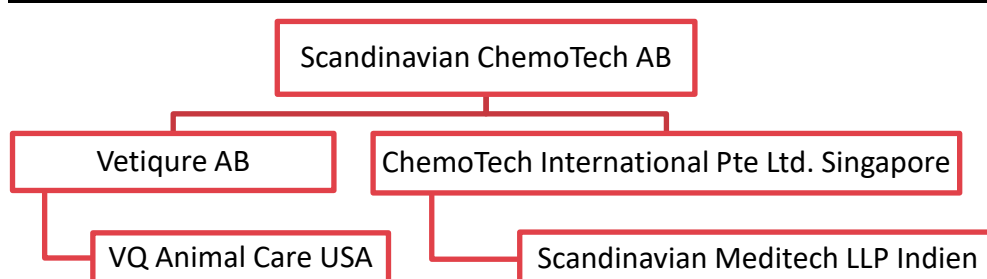 Scandinavian ChemoTech AB
Vetiqure AB
ChemoTech International Pte Ltd. Singapore
VQ Animal Care USA
Scandinavian Meditech LLP Indien